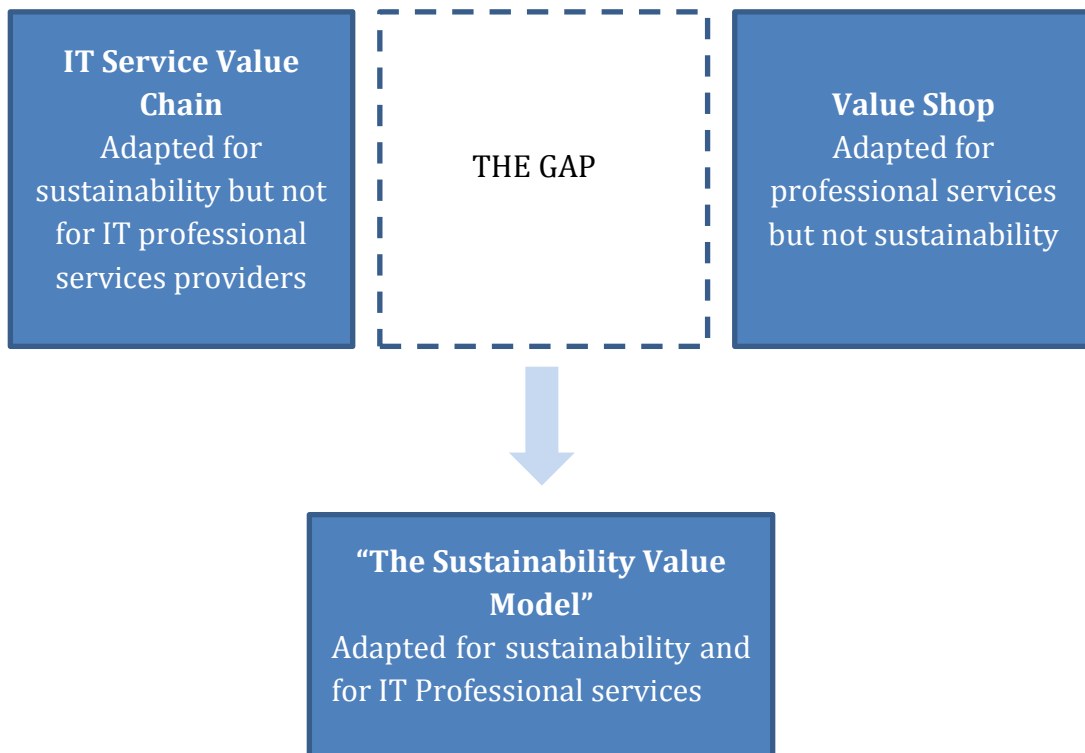 IT Service Value
Chain
Adapted for
sustainability but not
for IT professional
services providers
THE GAP
Value Shop
Adapted for
professional services
but not sustainability
“The Sustainability Value
Model”
Adapted for sustainability and
for IT Professional services